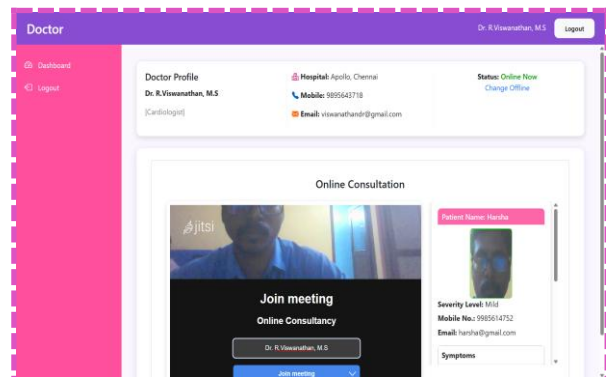 Doctor
Dr. R.Viswanathan, M.S
Logout
Dashboard
Logout
Doctor Profile
Dr. R.Viswanathan, M.S
|Cardiologist|
Hospital: Apollo, Chennai
Mobile: 9895643718
Email: viswanathandr@gmail.com
Status: Online Now
Change Offline
Online Consultation
jitsi
Join meeting
Online Consultancy
Dr. R.Viswanathan, M.S
Join meeting
Patient Name: Harsha
Severity Level: Mild
Mobile No.: 9985614752
Email: harsha@gmail.com
Symptoms